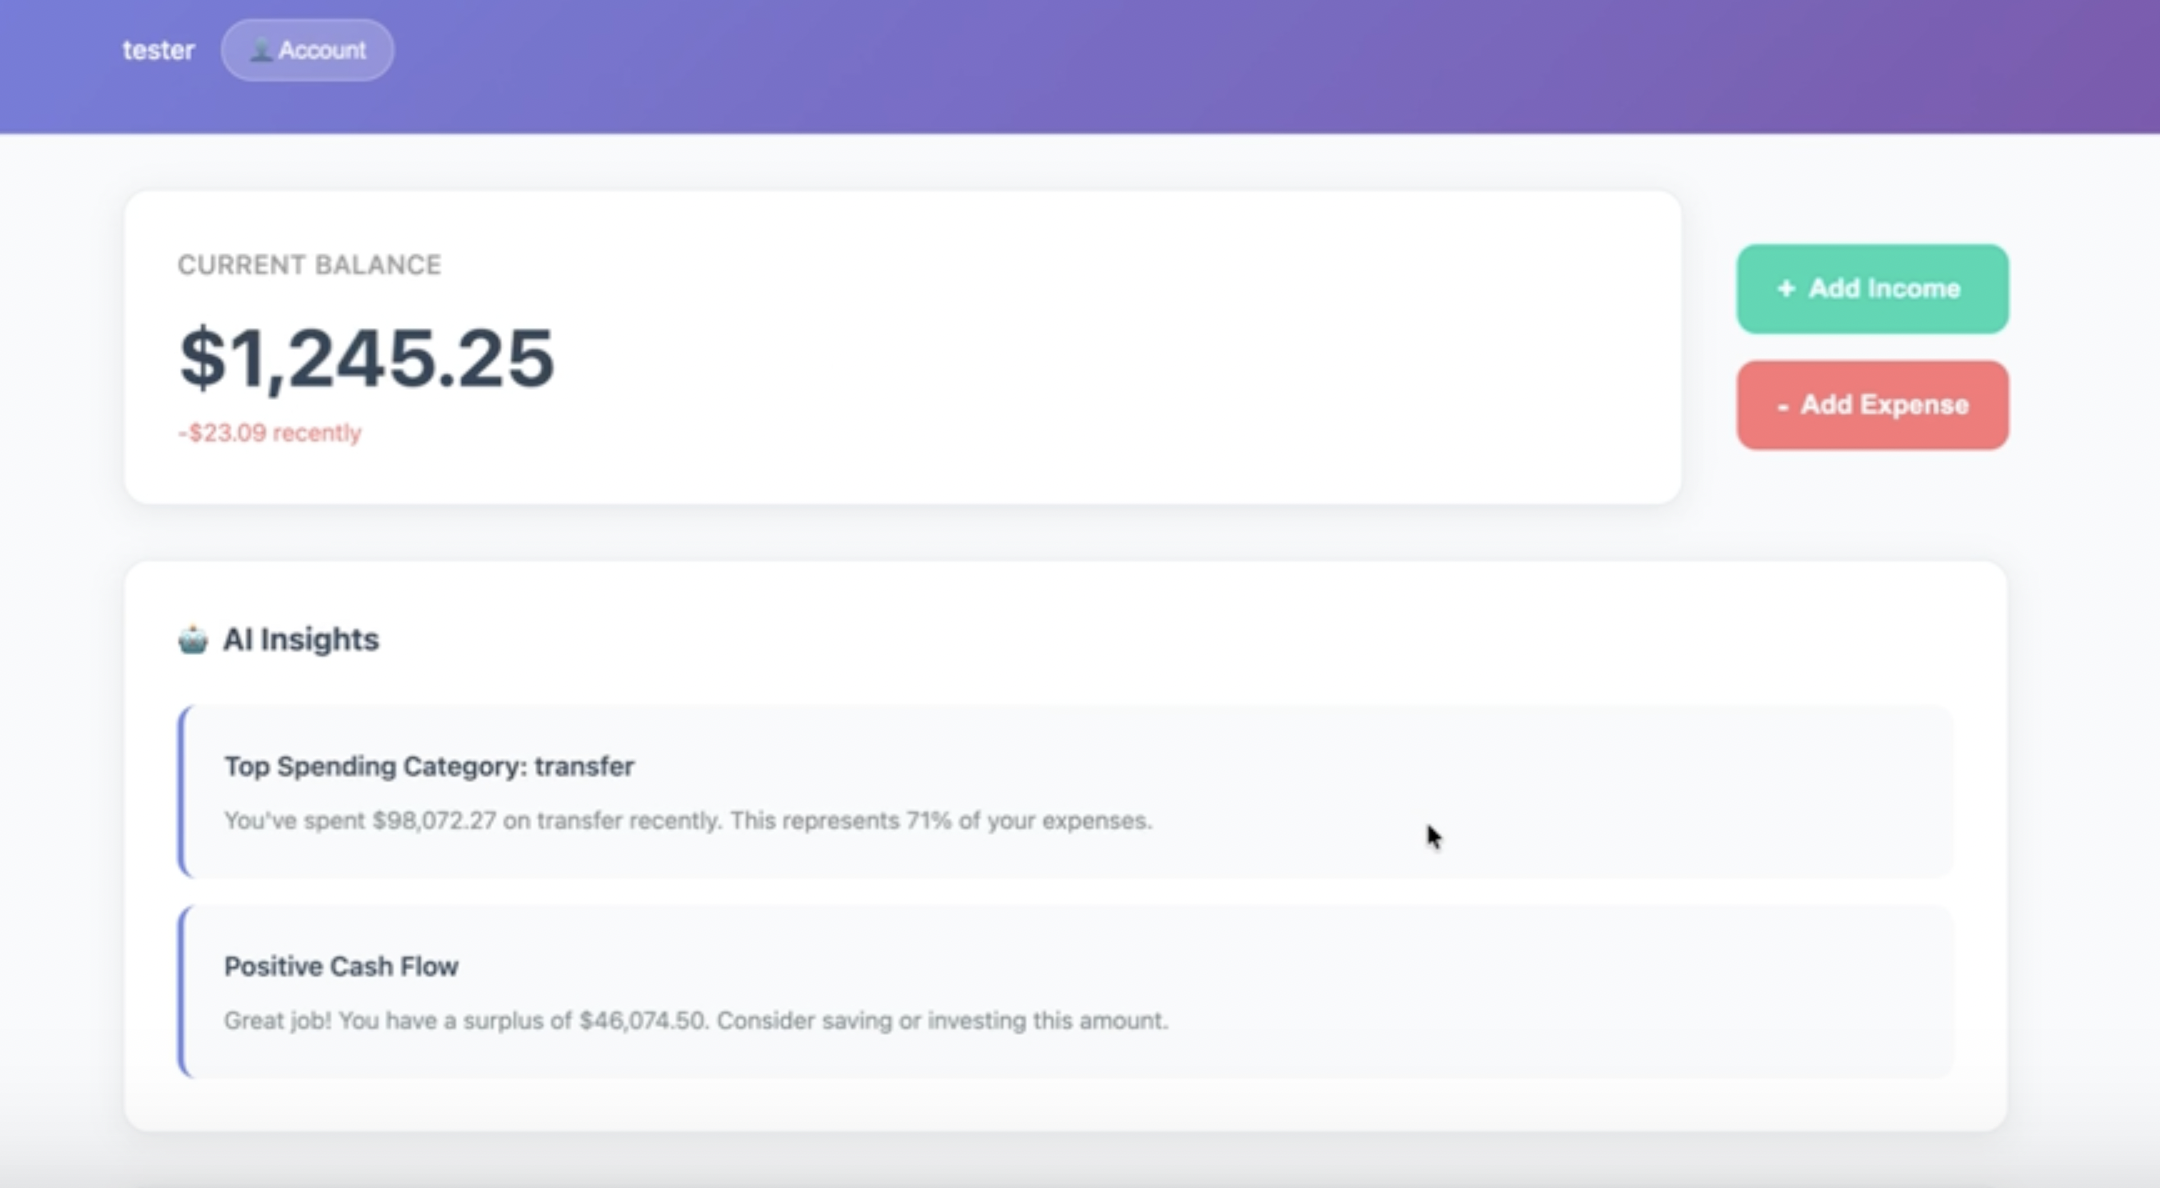 tester
Account
CURRENT BALANCE
$1,245.25
-$23.09 recently
+ Add Income
- Add Expense
AI Insights
Top Spending Category: transfer
You've spent $98,072.27 on transfer recently. This represents 71% of your expenses.
Positive Cash Flow
Great job! You have a surplus of $46,074.50. Consider saving or investing this amount.